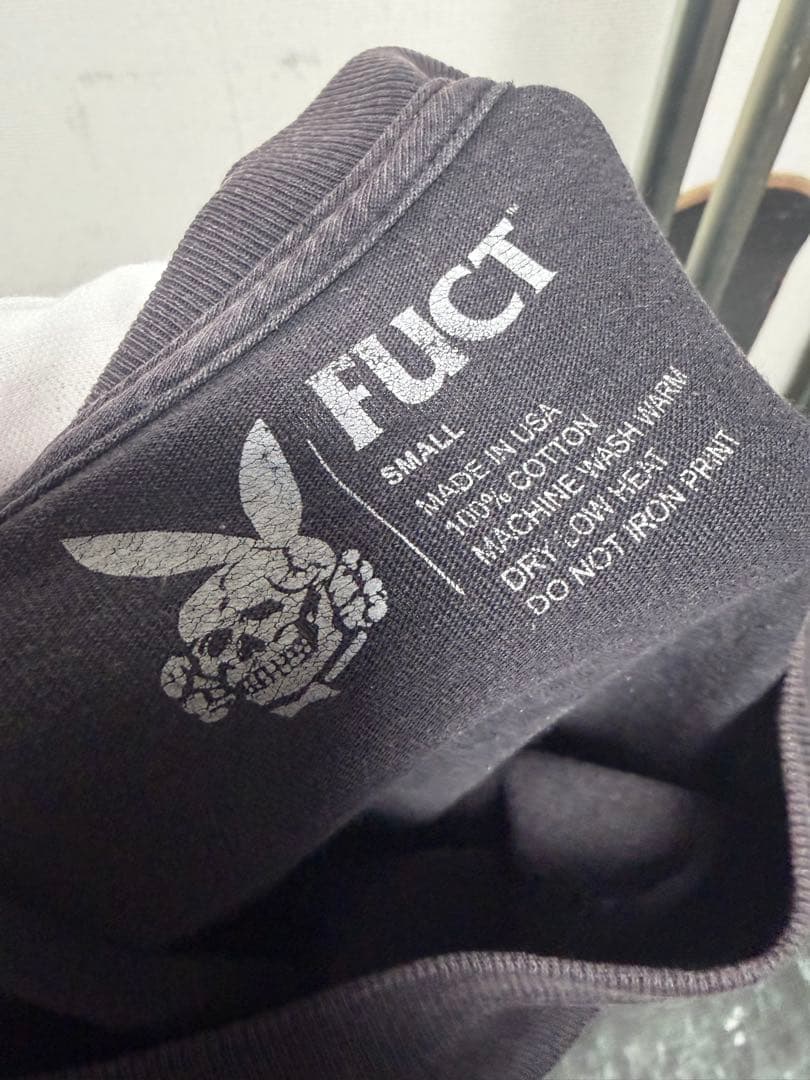 FUCT™
SMALL
MADE IN USA
100% COTTON
MACHINE WASH WARM
DRY LOW HEAT
DO NOT IRON PRINT